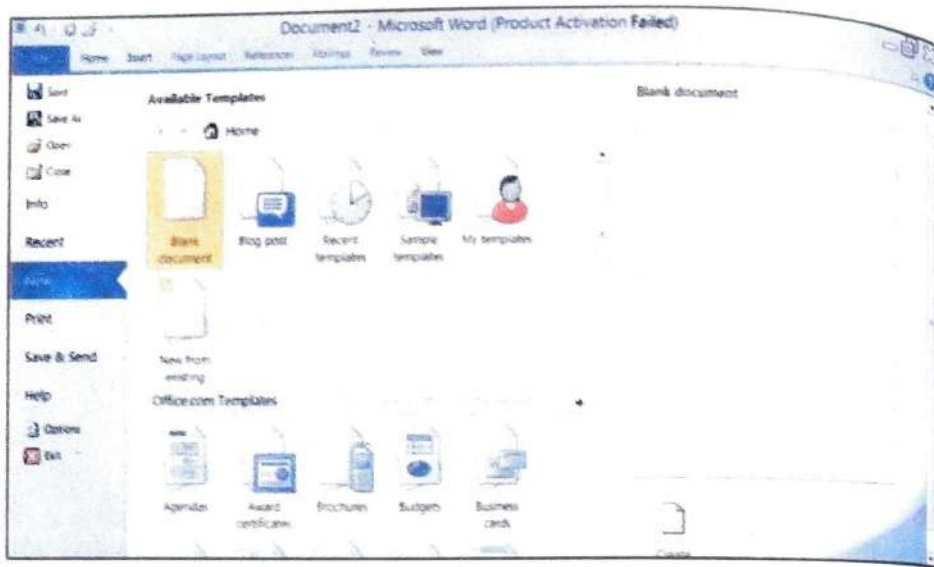 Document2 - Microsoft Word (Product Activation Failed)
Home Insert Page Layout References Mailings Review View
Save
Save As
Open
Close
Info
Recent
New
Print
Save & Send
Help
Options
Exit
Available Templates
Home
Blank document
Blog post
Recent templates
Sample templates
My templates
New from existing
Office.com Templates
Agendas
Award certificates
Brochures
Budgets
Business cards
Blank document
Create